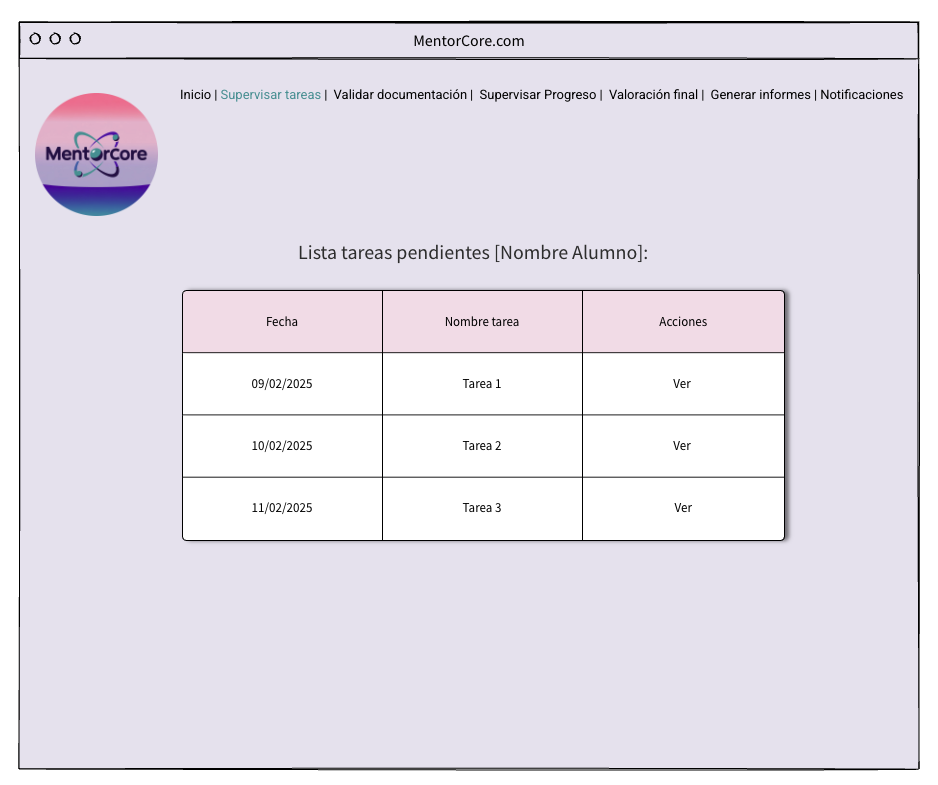 MentorCore.com
Inicio | Supervisar tareas | Validar documentación | Supervisar Progreso | Valoración final | Generar informes | Notificaciones
MentorCore
Lista tareas pendientes [Nombre Alumno]:
Fecha Nombre tarea Acciones
09/02/2025 Tarea 1 Ver
10/02/2025 Tarea 2 Ver
11/02/2025 Tarea 3 Ver